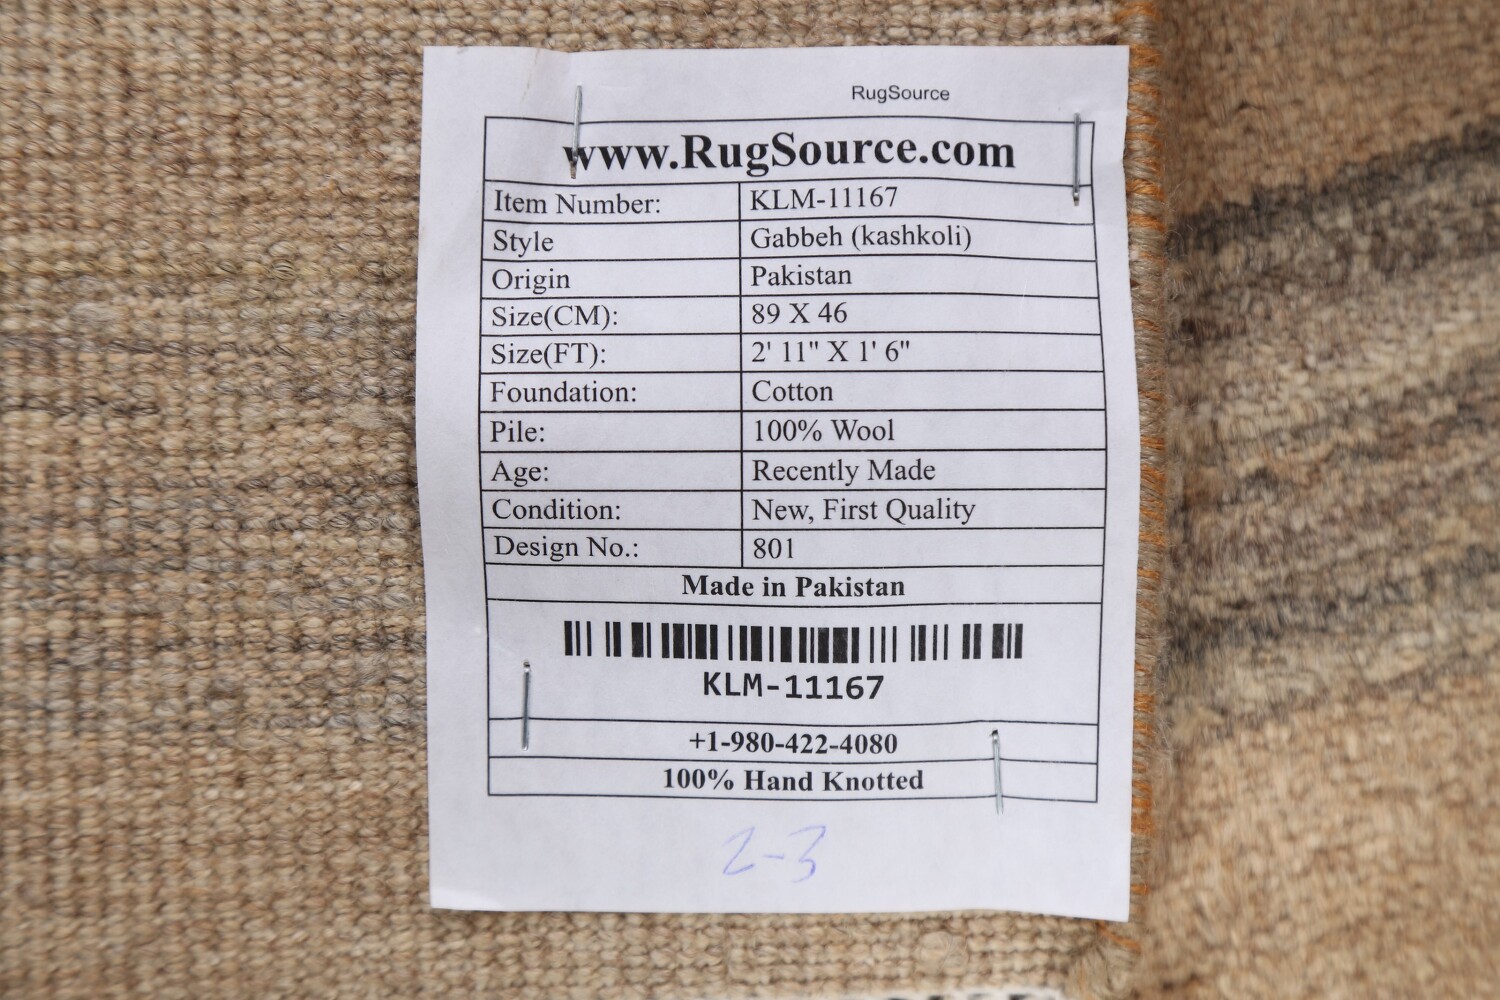 RugSource
www.RugSource.com
Item Number: KLM-11167
Style Gabbeh (kashkoli)
Origin Pakistan
Size(CM): 89 X 46
Size(FT): 2' 11" X 1' 6"
Foundation: Cotton
Pile: 100% Wool
Age: Recently Made
Condition: New, First Quality
Design No.: 801
Made in Pakistan
KLM-11167
+1-980-422-4080
100% Hand Knotted
2-3